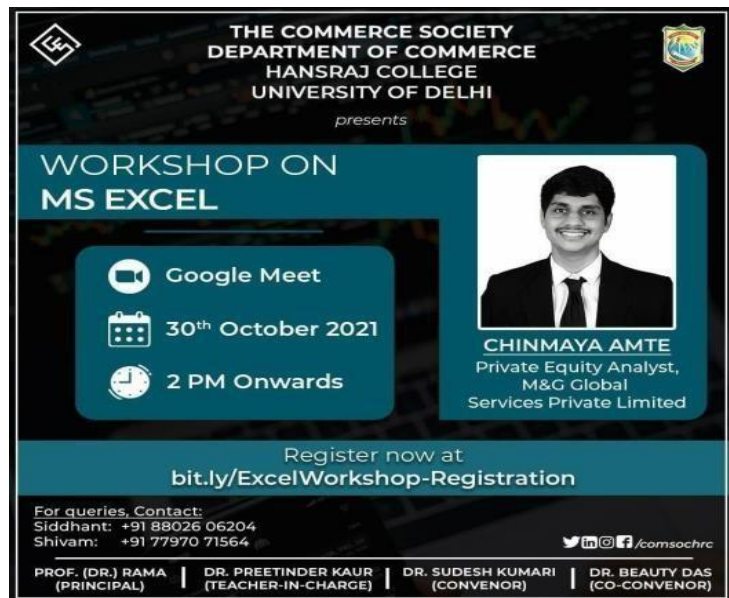 THE COMMERCE SOCIETY
DEPARTMENT OF COMMERCE
HANSRAJ COLLEGE
UNIVERSITY OF DELHI
presents
WORKSHOP ON
MS EXCEL
Google Meet
30th October 2021
2 PM Onwards
CHINMAYA AMTE
Private Equity Analyst,
M&G Global
Services Private Limited
Register now at
bit.ly/ExcelWorkshop-Registration
For queries, Contact:
Siddhant: +91 88026 06204
Shivam: +91 77970 71564
/comsochrc
PROF. (DR.) RAMA
(PRINCIPAL)
DR. PREETINDER KAUR
(TEACHER-IN-CHARGE)
DR. SUDESH KUMARI
(CONVENOR)
DR. BEAUTY DAS
(CO-CONVENOR)